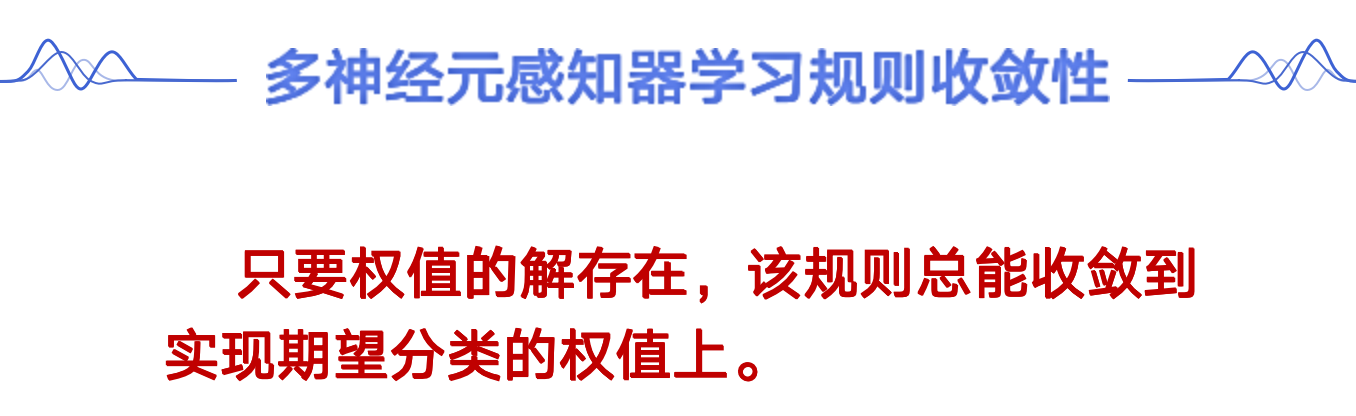 多神经元感知器学习规则收敛性
只要权值的解存在，该规则总能收敛到
实现期望分类的权值上。